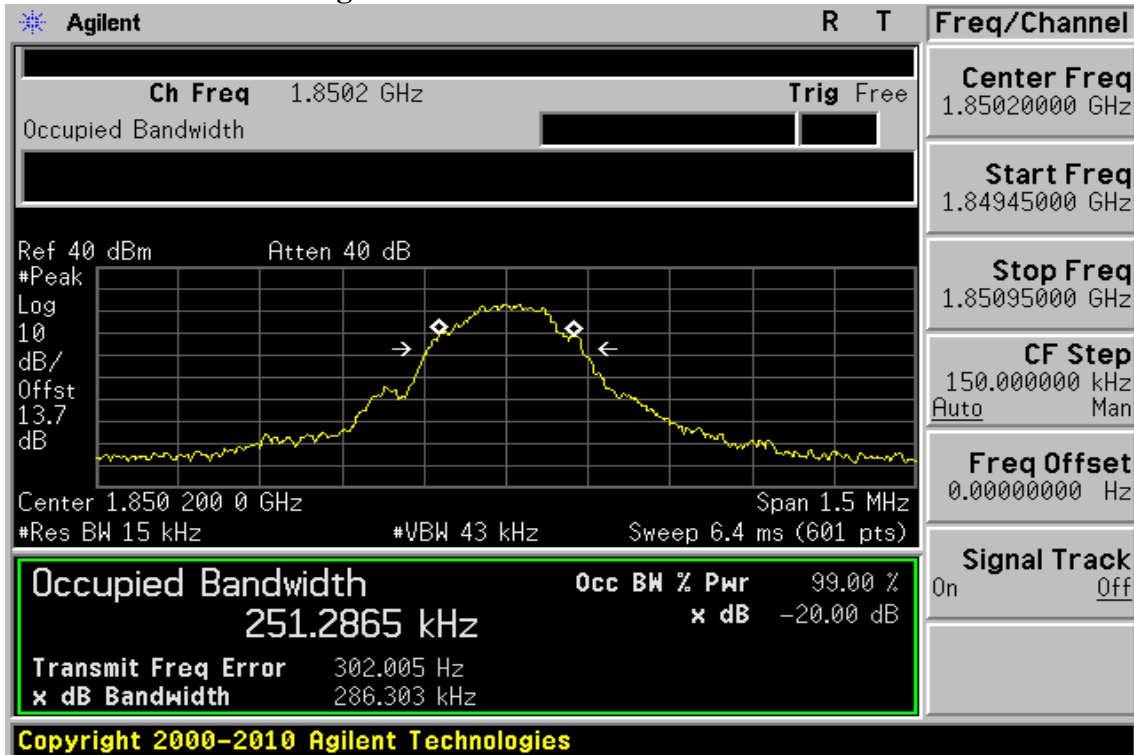 Agilent R T Freq/Channel
Ch Freq 1.8502 GHz Trig Free
Occupied Bandwidth
Center Freq
1.85020000 GHz
Start Freq
1.84945000 GHz
Stop Freq
1.85095000 GHz
CF Step
150.000000 kHz
Auto Man
Freq Offset
0.00000000 Hz
Signal Track
On Off
Ref 40 dBm Atten 40 dB
#Peak
Log
10
dB/
Offst
13.7
dB
Center 1.850 200 0 GHz Span 1.5 MHz
#Res BW 15 kHz #VBW 43 kHz Sweep 6.4 ms (601 pts)
Occupied Bandwidth Occ BW % Pwr 99.00 %
251.2865 kHz x dB -20.00 dB
Transmit Freq Error 302.005 Hz
x dB Bandwidth 286.303 kHz
Copyright 2000-2010 Agilent Technologies